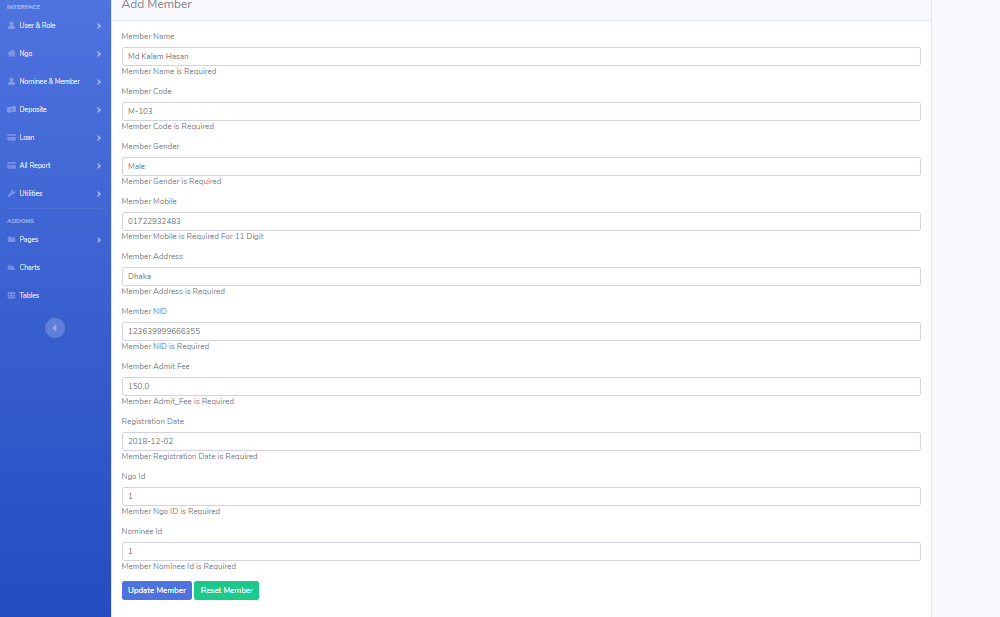 INTERFACE
User & Role
Ngo
Nominee & Member
Deposite
Loan
All Report
Utilities
ADDONS
Pages
Charts
Tables
Add Member
Member Name
Md Kalam Hasan
Member Name is Required
Member Code
M-103
Member Code is Required
Member Gender
Male
Member Gender is Required
Member Mobile
01722932483
Member Mobile is Required For 11 Digit
Member Address
Dhaka
Member Address is Required
Member NID
123639999666355
Member NID is Required
Member Admit Fee
150.0
Member Admit_Fee is Required
Registration Date
2018-12-02
Member Registration Date is Required
Ngo Id
1
Member Ngo ID is Required
Nominee Id
1
Member Nominee Id is Required
Update Member Reset Member